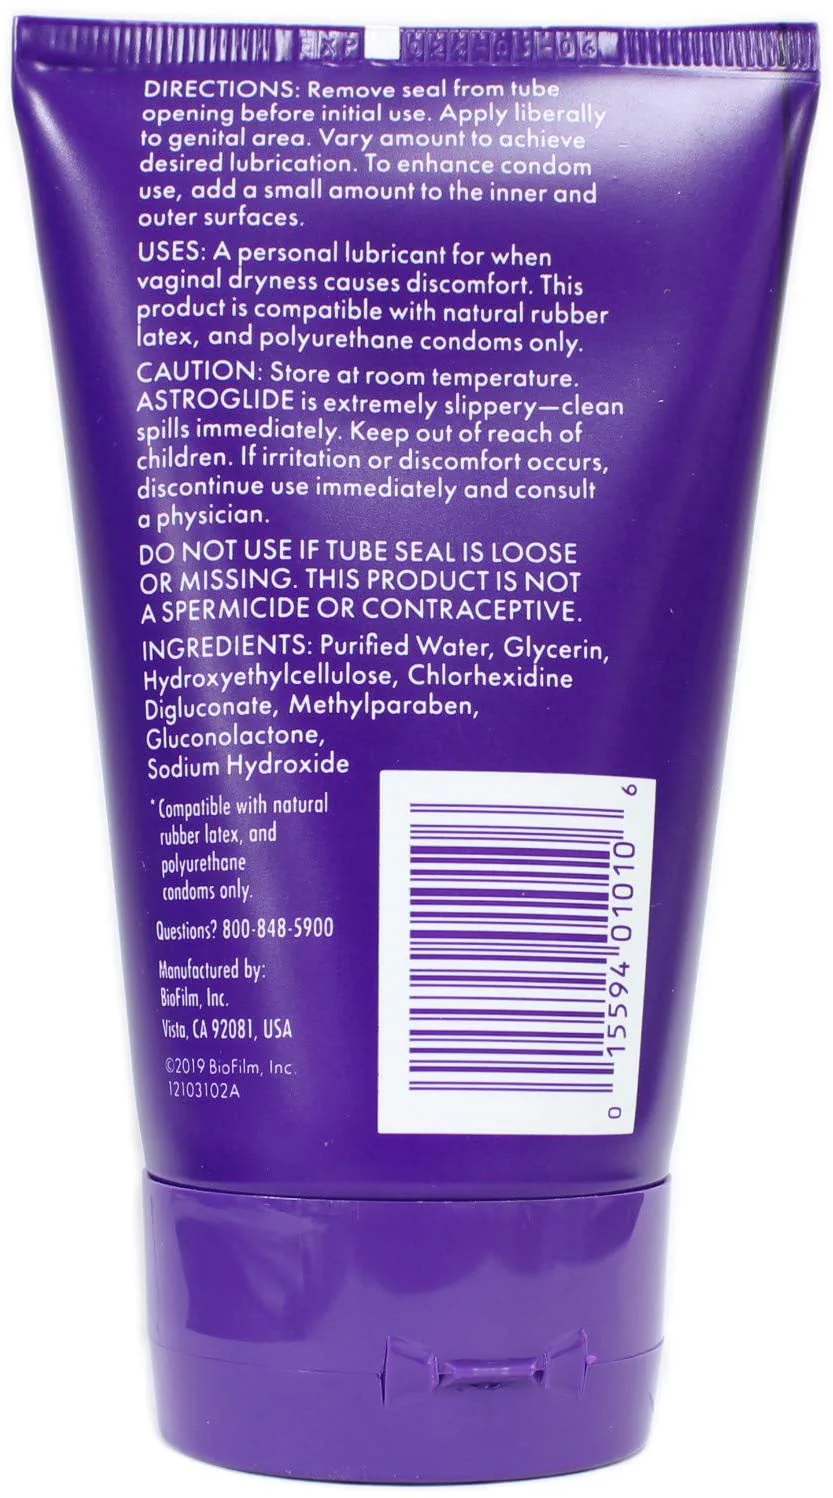 EXP
DIRECTIONS: Remove seal from tube
opening before initial use. Apply liberally
to genital area. Vary amount to achieve
desired lubrication. To enhance condom
use, add a small amount to the inner and
outer surfaces.
USES: A personal lubricant for when
vaginal dryness causes discomfort. This
product is compatible with natural rubber
latex, and polyurethane condoms only.
CAUTION: Store at room temperature.
ASTROGLIDE is extremely slippery—clean
spills immediately. Keep out of reach of
children. If irritation or discomfort occurs,
discontinue use immediately and consult
a physician.
DO NOT USE IF TUBE SEAL IS LOOSE
OR MISSING. THIS PRODUCT IS NOT
A SPERMICIDE OR CONTRACEPTIVE.
INGREDIENTS: Purified Water, Glycerin,
Hydroxyethylcellulose, Chlorhexidine
Digluconate, Methylparaben,
Gluconolactone,
Sodium Hydroxide
*Compatible with natural
rubber latex, and
polyurethane
condoms only.
Questions? 800-848-5900
Manufactured by:
BioFilm, Inc.
Vista, CA 92081, USA
©2019 BioFilm, Inc.
12103102A
0 15594 01010 6